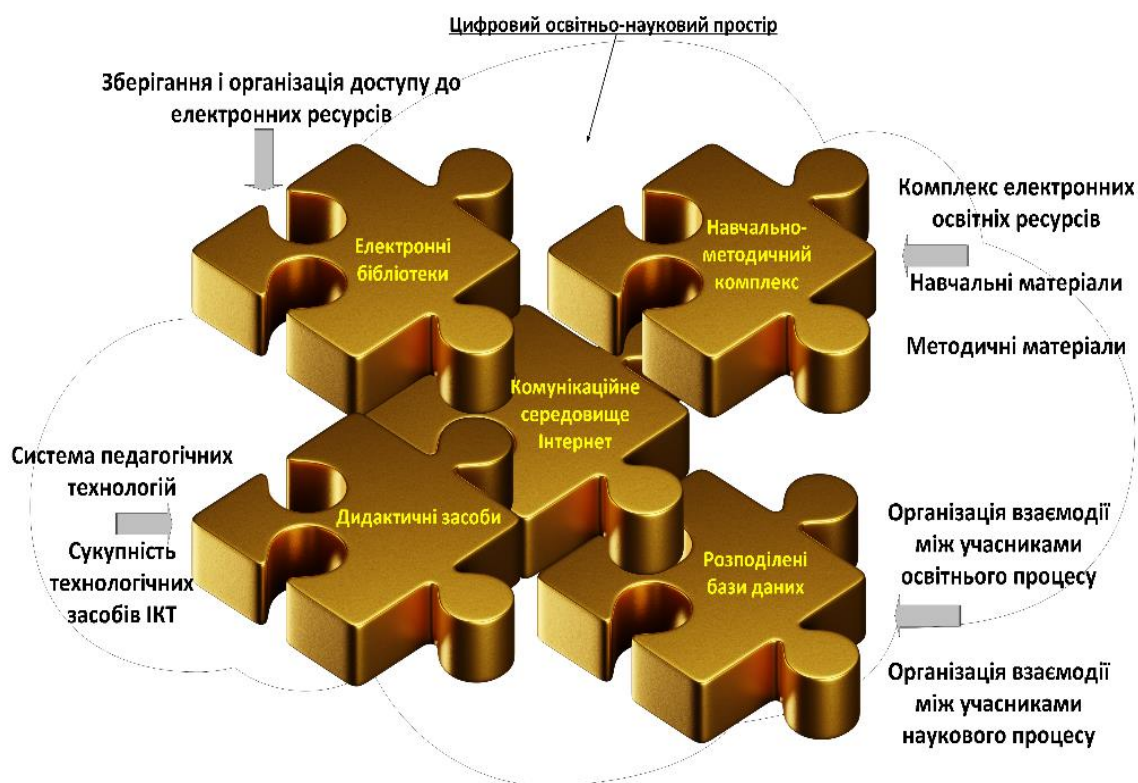 Цифровий освітньо-науковий простір
Зберігання і організація доступу до
електронних ресурсів
Електронні
бібліотеки
Навчально-
методичний
комплекс
Комплекс електронних
освітніх ресурсів
Навчальні матеріали
Методичні матеріали
Комунікаційне
середовище
Інтернет
Система педагогічних
технологій
Сукупність
технологічних
засобів ІКТ
Дидактичні засоби
Розподілені
бази даних
Організація взаємодії
між учасниками
освітнього процесу
Організація взаємодії
між учасниками
наукового процесу